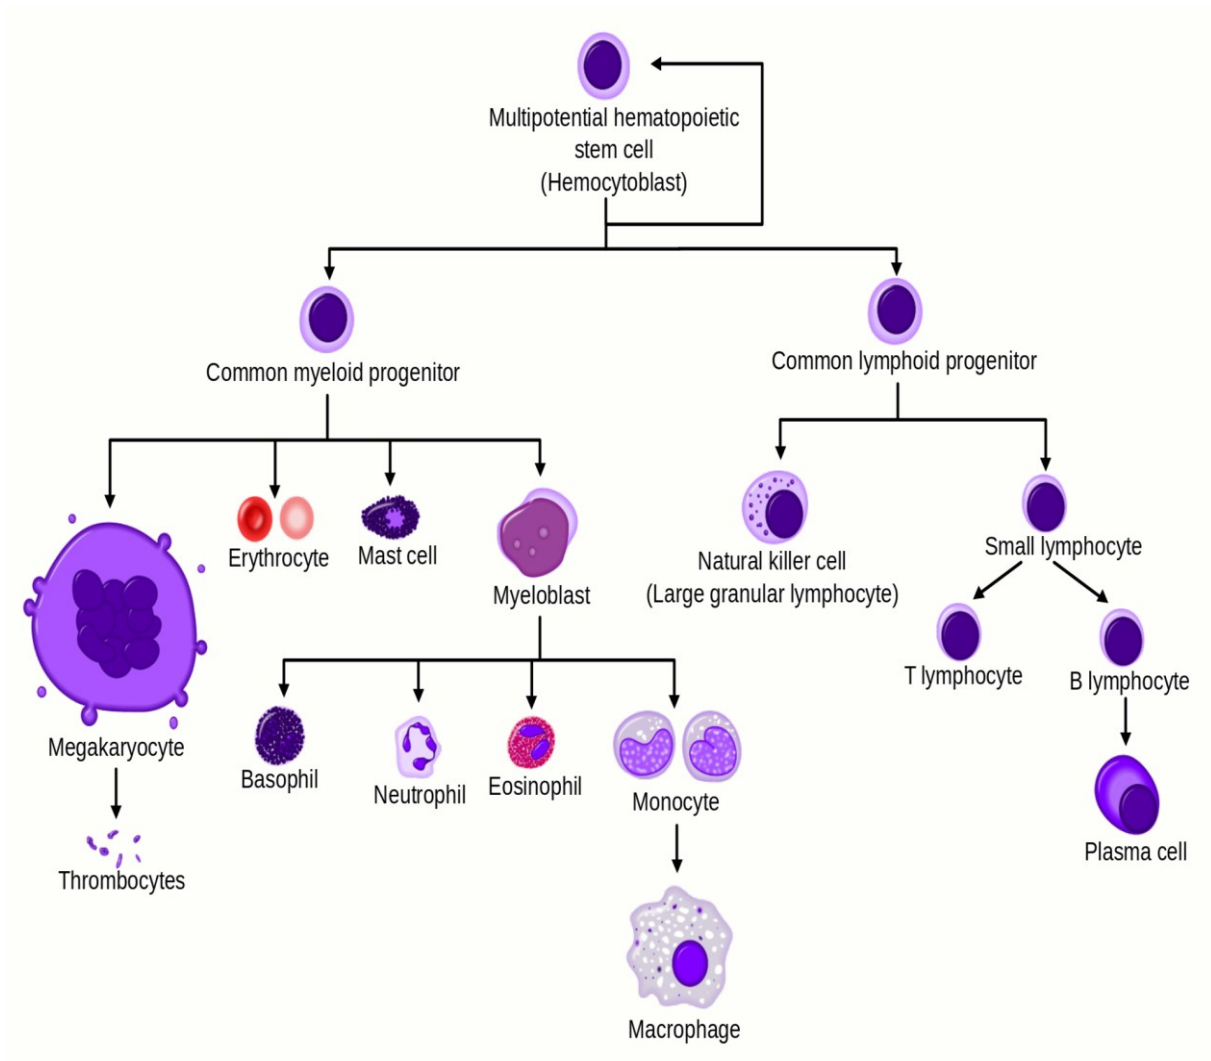 Multipotential hematopoietic
stem cell
(Hemocytoblast)
Common myeloid progenitor
Common lymphoid progenitor
Erythrocyte
Mast cell
Myeloblast
Natural killer cell
(Large granular lymphocyte)
Small lymphocyte
T lymphocyte
B lymphocyte
Megakaryocyte
Basophil
Neutrophil
Eosinophil
Monocyte
Plasma cell
Thrombocytes
Macrophage